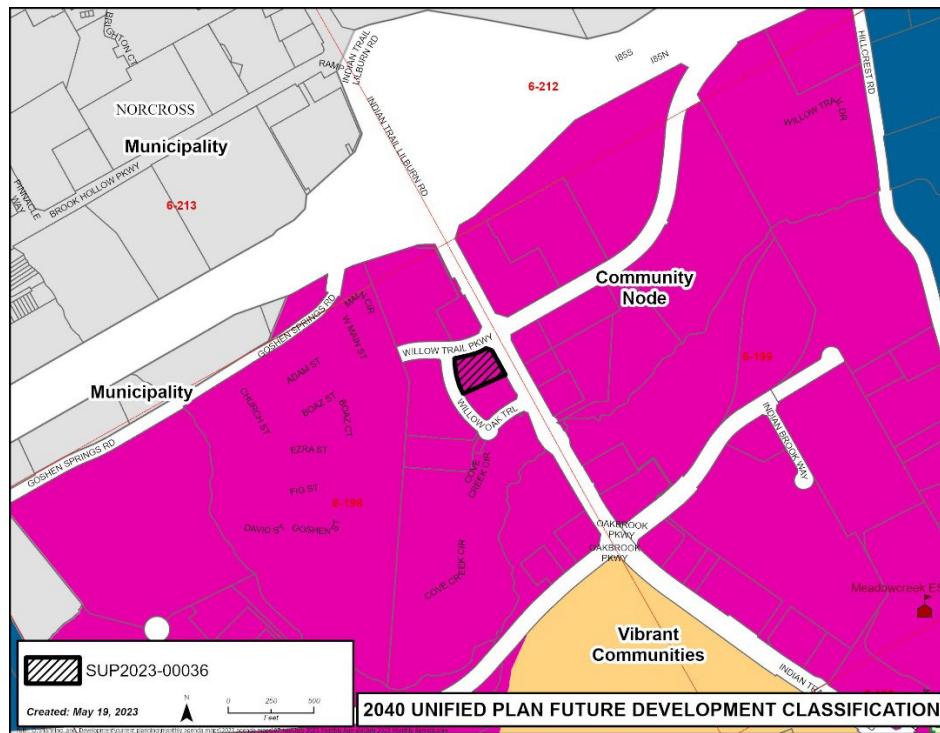 BRIGHTON CT
RAMP
INDIAN TRAIL
LILBURN RD
I85S
I85N
HILLCREST RD
6-212
NORCROSS
Municipality
BROOK HOLLOW PKWY
PINNACLE
WAY
6-213
INDIAN TRAIL LILBURN RD
WILLOW TRA
DR
Community
Node
GOSHEN SPRINGS RD
CIR
W MAIN ST
WILLOW TRAIL PKWY
6-199
ADAM ST
Municipality
CHURCH ST
BOAZ ST
BOAZ CT
WILLOW OAK TRL
INDIAN BROOK WAY
GOSHEN SPRINGS RD
EZRA ST
COVE
CREEK CIR
FIG ST
6-198
DAVID ST
GOSHEN ST
OAKBROOK
PKWY
OAKBROOK
PKWY
COVE CREEK CIR
Meadowcreek ES
Vibrant
Communities
INDIAN TRA
SUP2023-00036
N
0 250 500
Feet
Created: May 19, 2023
2040 UNIFIED PLAN FUTURE DEVELOPMENT CLASSIFICATION